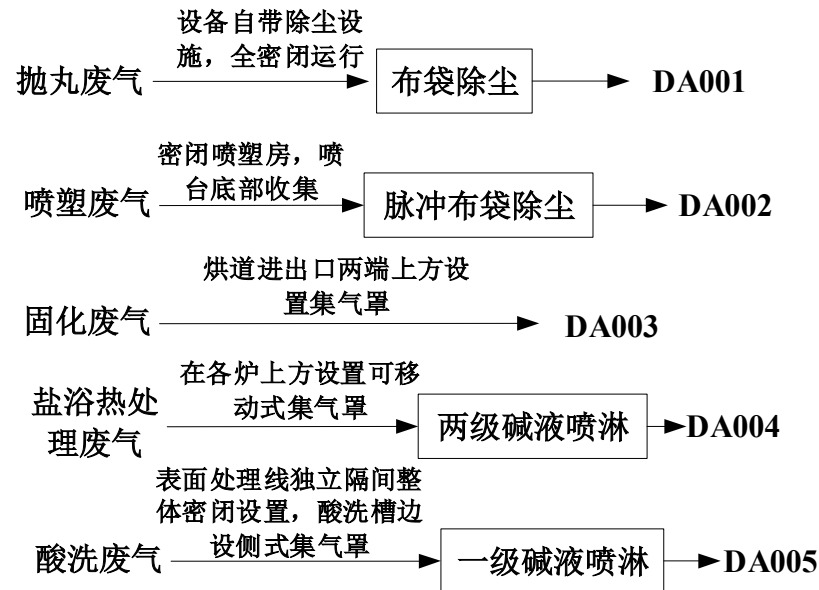 设备自带除尘设
施，全密闭运行
抛丸废气
布袋除尘
DA001
密闭喷塑房，喷
台底部收集
喷塑废气
脉冲布袋除尘
DA002
烘道进出口两端上方设
置集气罩
固化废气
DA003
在各炉上方设置可移
动式集气罩
盐浴热处
理废气
两级碱液喷淋
DA004
表面处理线独立隔间整
体密闭设置，酸洗槽边
设侧式集气罩
酸洗废气
一级碱液喷淋
DA005